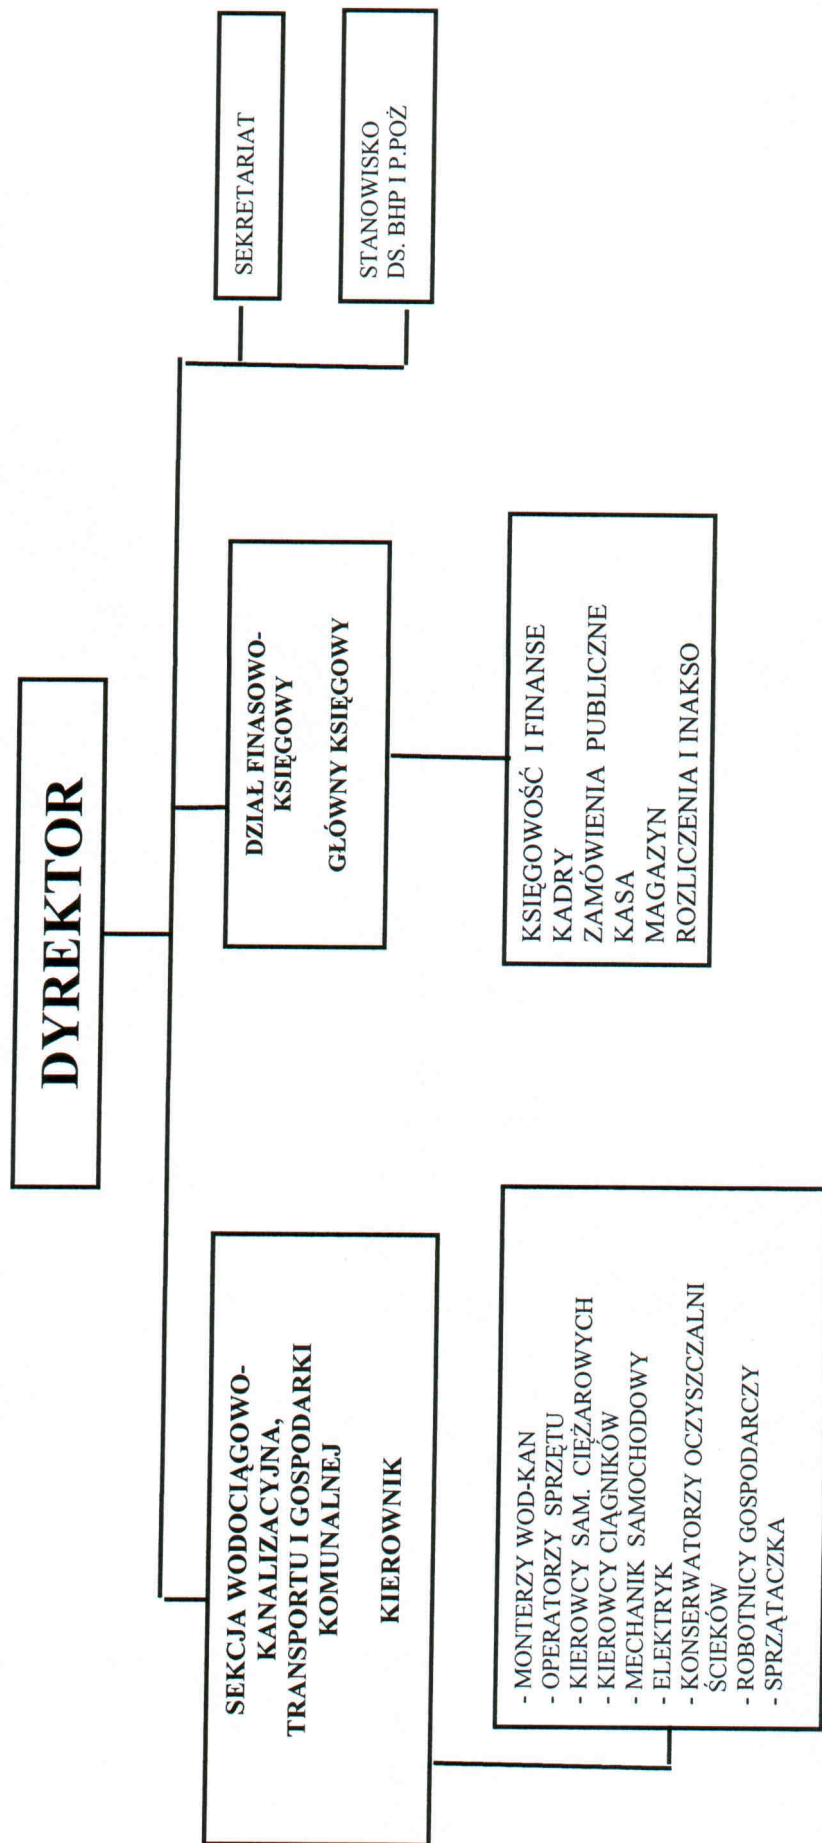 DYREKTOR
SEKCJA WODOCIĄGOWO-
KANALIZACYJNA,
TRANSPORTU I GOSPODARKI
KOMUNALNEJ
KIEROWNIK
- MONTERZY WOD-KAN
- OPERATORZY SPRZĘTU
- KIEROWCY SAM. CIĘŻAROWYCH
- KIEROWCY CIĄGNIKÓW
- MECHANIK SAMOCHODOWY
- ELEKTRYK
- KONSERWATORZY OCZYSZCZALNI
ŚCIEKÓW
- ROBOTNICY GOSPODARCZY
- SPRZĄTACZKA
DZIAŁ FINASOWO-
KSIĘGOWY
GŁÓWNY KSIĘGOWY
KSIĘGOWOŚĆ I FINANSE
KADRY
ZAMÓWIENIA PUBLICZNE
KASA
MAGAZYN
ROZLICZENIA I INAKSO
SEKRETARIAT
STANOWISKO
DS. BHP I P.POŻ